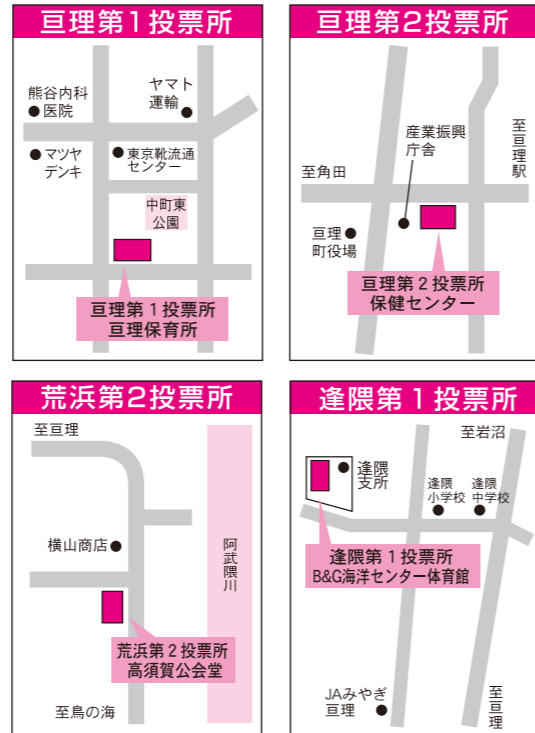 亘理第1投票所
熊谷内科
医院
ヤマト
運輸
マツヤ
デンキ
東京靴流通
センター
中町東
公園
亘理第1投票所
亘理保育所
亘理第2投票所
産業振興
庁舎
至亘理駅
至角田
亘理
町役場
亘理第2投票所
保健センター
荒浜第2投票所
至亘理
横山商店
阿武隈川
荒浜第2投票所
高須賀公会堂
至鳥の海
逢隈第1投票所
至岩沼
逢隈
支所
逢隈
小学校
逢隈
中学校
逢隈第1投票所
B&G海洋センター体育館
JAみやぎ
亘理
至亘理